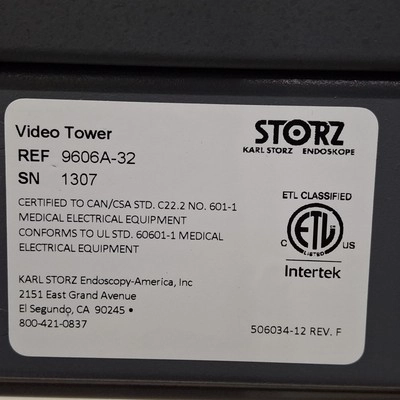 Video Tower
REF 9606A-32
SN 1307
CERTIFIED TO CAN/CSA STD. C22.2 NO. 601-1
MEDICAL ELECTRICAL EQUIPMENT
CONFORMS TO UL STD. 60601-1 MEDICAL
ELECTRICAL EQUIPMENT
KARL STORZ Endoscopy-America, Inc
2151 East Grand Avenue
El Segundo, CA 90245 •
800-421-0837
STORZ
KARL STORZ ENDOSKOPE
ETL CLASSIFIED
ETL
LISTED
C US
Intertek
506034-12 REV. F